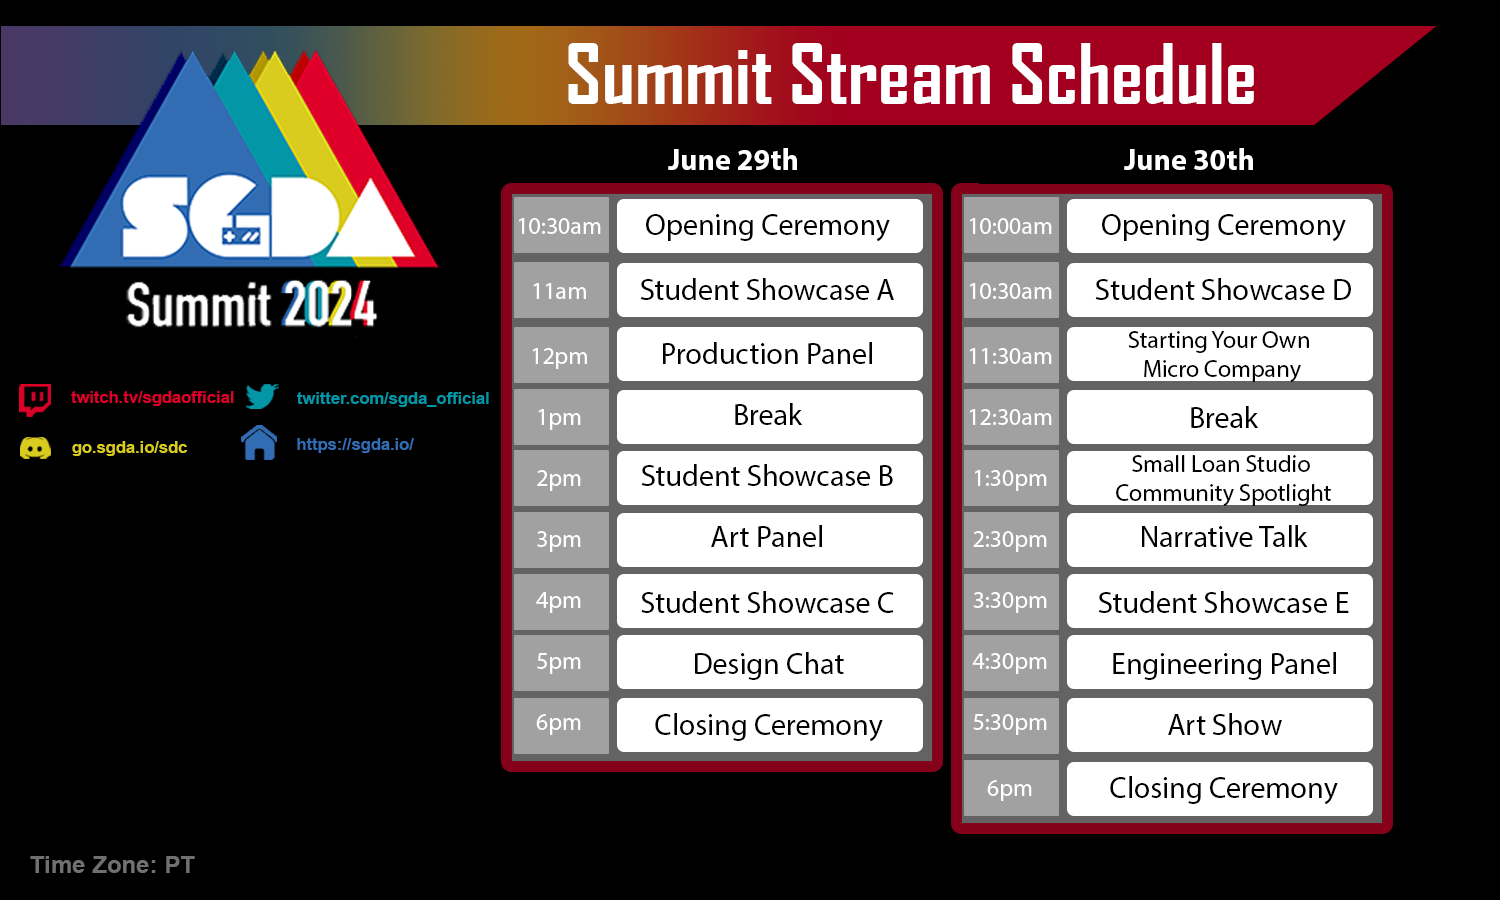 Summit Stream Schedule
SGDA
Summit 2024
twitch.tv/sgdaofficial
twitter.com/sgda_official
go.sgda.io/sdc
https://sgda.io/
June 29th
10:30am Opening Ceremony
11am Student Showcase A
12pm Production Panel
1pm Break
2pm Student Showcase B
3pm Art Panel
4pm Student Showcase C
5pm Design Chat
6pm Closing Ceremony
June 30th
10:00am Opening Ceremony
10:30am Student Showcase D
11:30am Starting Your Own
Micro Company
12:30am Break
1:30pm Small Loan Studio
Community Spotlight
2:30pm Narrative Talk
3:30pm Student Showcase E
4:30pm Engineering Panel
5:30pm Art Show
6pm Closing Ceremony
Time Zone: PT